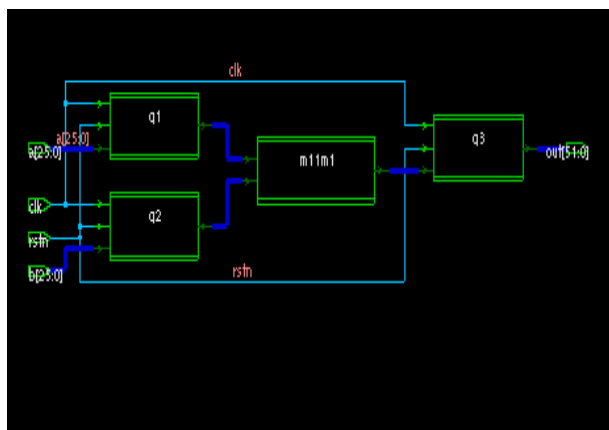 clk
q1
a[25:0]
a[25:0]
q3
m11m1
out[51:0]
clk
q2
rstn
b[25:0]
rstn